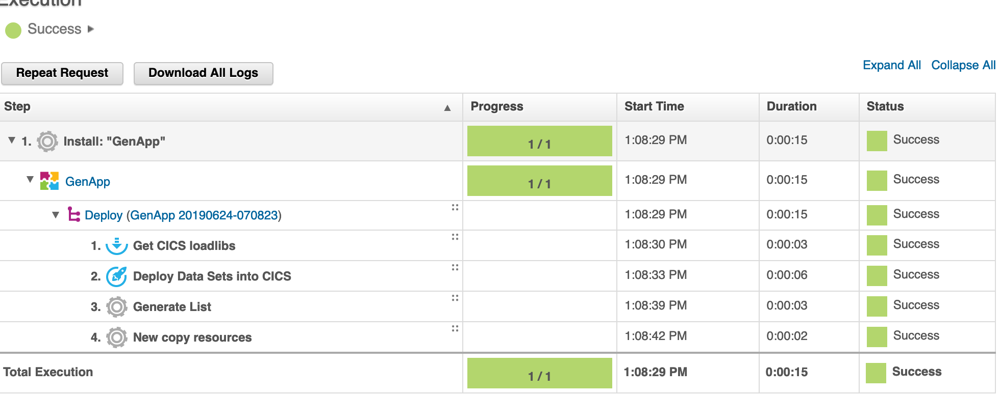 Execution
Success
Repeat Request Download All Logs Expand All Collapse All
Step Progress Start Time Duration Status
1. Install: "GenApp" 1 / 1 1:08:29 PM 0:00:15 Success
GenApp 1 / 1 1:08:29 PM 0:00:15 Success
Deploy (GenApp 20190624-070823) 1:08:29 PM 0:00:15 Success
1. Get CICS loadlibs 1:08:30 PM 0:00:03 Success
2. Deploy Data Sets into CICS 1:08:33 PM 0:00:06 Success
3. Generate List 1:08:39 PM 0:00:03 Success
4. New copy resources 1:08:42 PM 0:00:02 Success
Total Execution 1 / 1 1:08:29 PM 0:00:15 Success